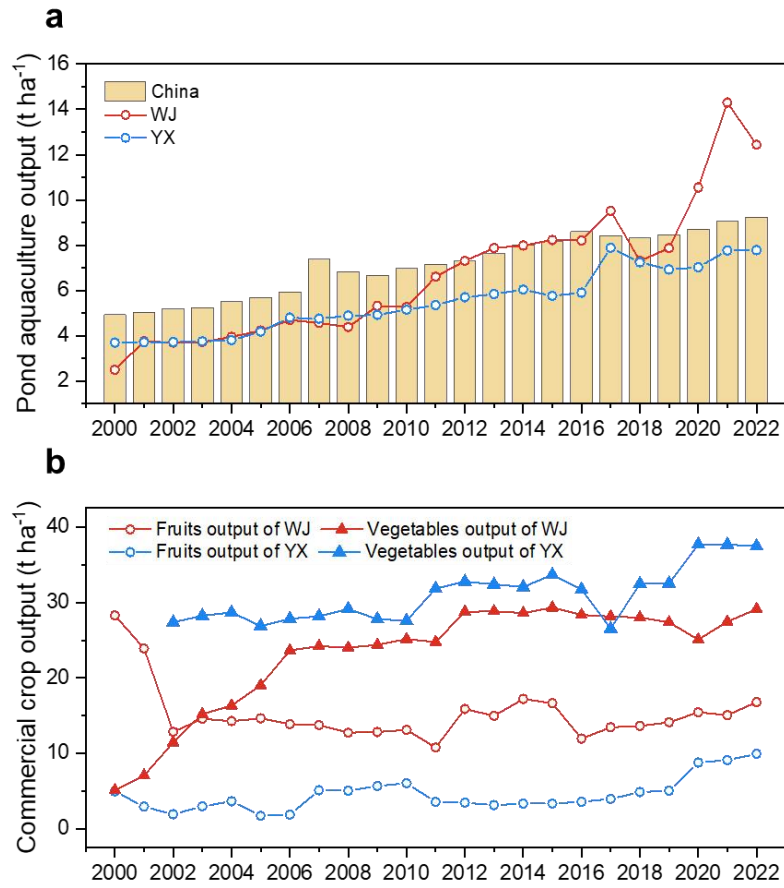 a
Pond aquaculture output (t ha⁻¹)
16
14
12
10
8
6
4
2
China
WJ
YX
2000 2002 2004 2006 2008 2010 2012 2014 2016 2018 2020 2022
b
Commercial crop output (t ha⁻¹)
40
30
20
10
0
Fruits output of WJ Vegetables output of WJ
Fruits output of YX Vegetables output of YX
2000 2002 2004 2006 2008 2010 2012 2014 2016 2018 2020 2022